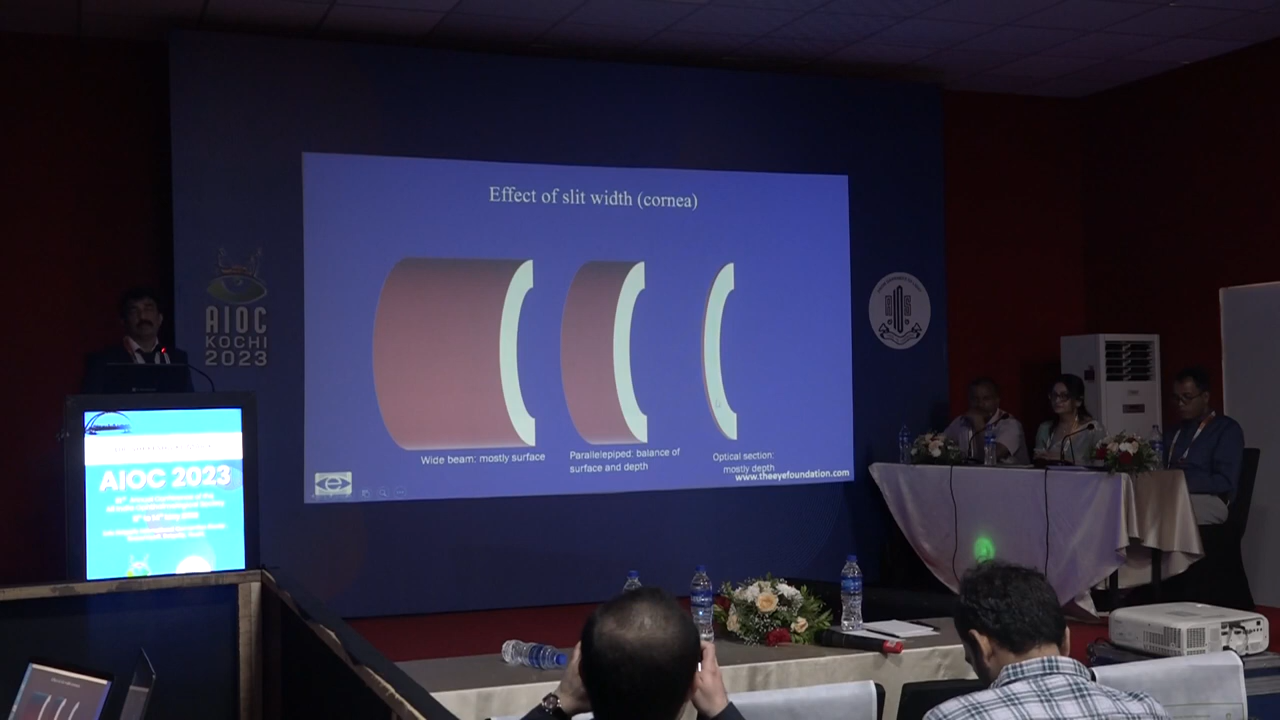 Effect of slit width (cornea)
Wide beam: mostly surface
Parallelepiped: balance of
surface and depth
Optical section:
mostly depth
www.theeyefoundation.com
AIOC
KOCHI
2023
AIOC 2023